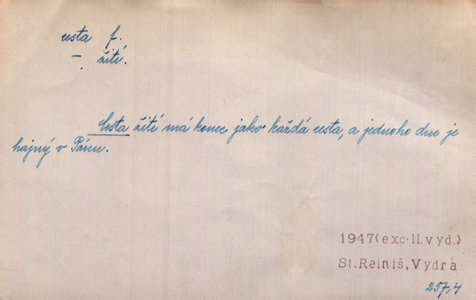 cesta f.
– žití.
Cesta žití má konec jako každá cesta, a jednoho dne je
hajný v Pánu.
1947(exc-II.vyd.)
St.Reiniš,Vydra
257,4